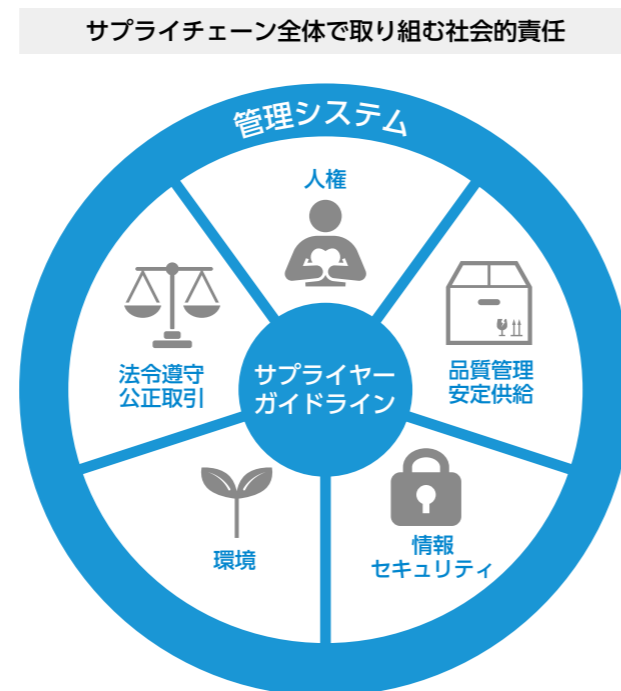 サプライチェーン全体で取り組む社会的責任
管理システム
人権
法令遵守
公正取引
サプライヤー
ガイドライン
品質管理
安定供給
環境
情報
セキュリティ